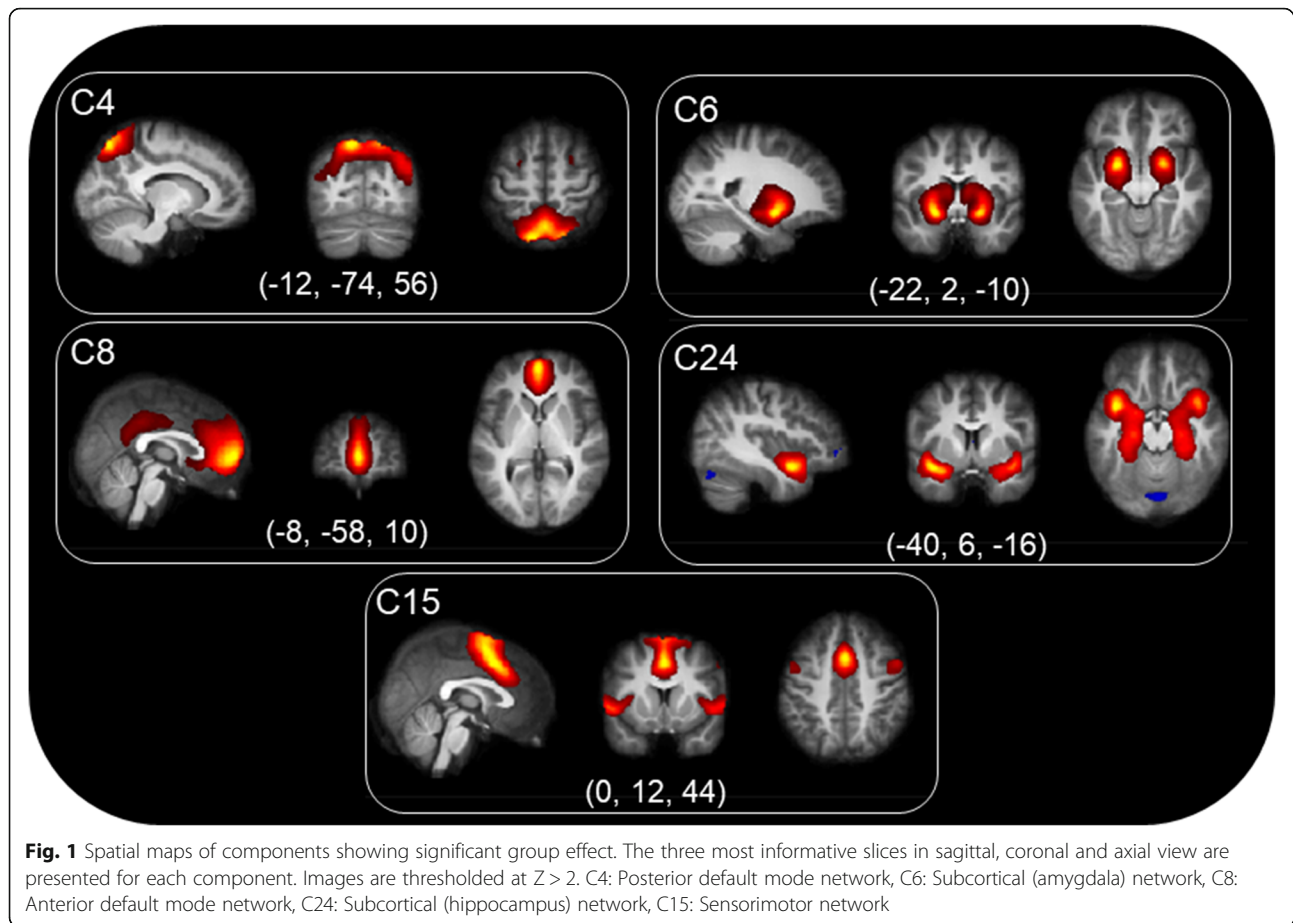 C4
(-12, -74, 56)
C6
(-22, 2, -10)
C8
(-8, -58, 10)
C24
(-40, 6, -16)
C15
(0, 12, 44)
Fig. 1 Spatial maps of components showing significant group effect. The three most informative slices in sagittal, coronal and axial view are
presented for each component. Images are thresholded at Z > 2. C4: Posterior default mode network, C6: Subcortical (amygdala) network, C8:
Anterior default mode network, C24: Subcortical (hippocampus) network, C15: Sensorimotor network